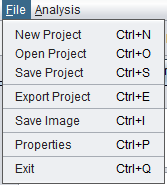 File Analysis
New Project Ctrl+N
Open Project Ctrl+O
Save Project Ctrl+S
Export Project Ctrl+E
Save Image Ctrl+I
Properties Ctrl+P
Exit Ctrl+Q